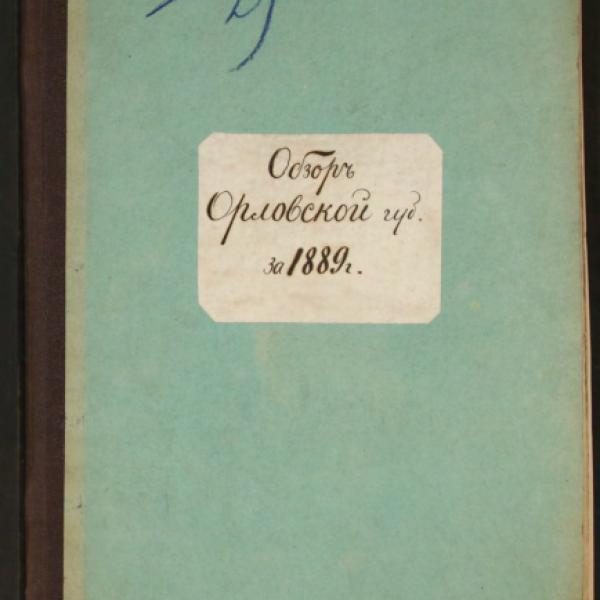 Обзоръ
Орловской губ.
за 1889 г.